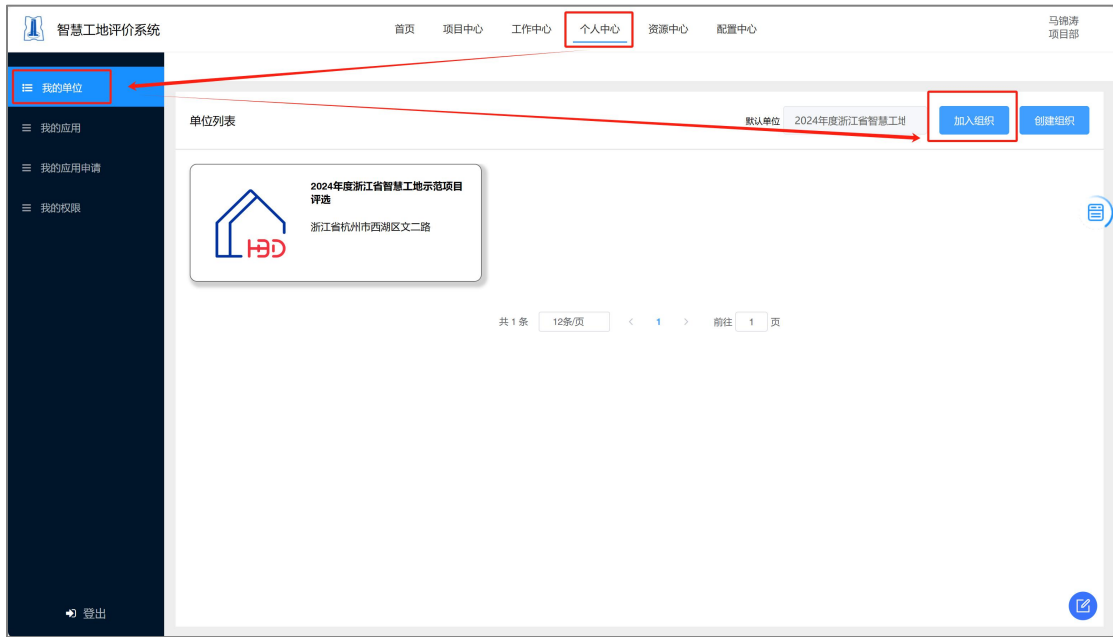 智慧工地评价系统
首页 项目中心 工作中心 个人中心 资源中心 配置中心
马锦涛
项目部
我的单位
我的应用
我的应用申请
我的权限
登出
单位列表
默认单位 2024年度浙江省智慧工地 加入组织 创建组织
2024年度浙江省智慧工地示范项目
评选
浙江省杭州市西湖区文二路
HBD
共 1 条 12条/页 1 前往 1 页